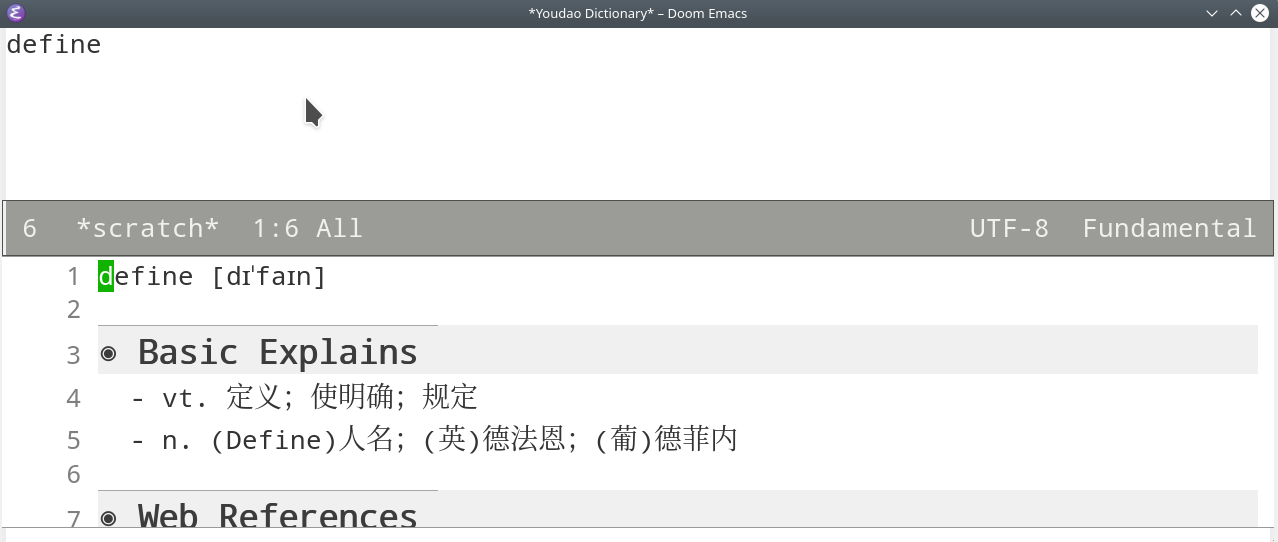 *Youdao Dictionary* – Doom Emacs
define
6 *scratch* 1:6 All UTF-8 Fundamental
1 define [dɪˈfaɪn]
2
3 ◉ Basic Explains
4 - vt. 定义；使明确；规定
5 - n. (Define)人名；(英)德法恩；(葡)德菲内
6
7 ◉ Web References